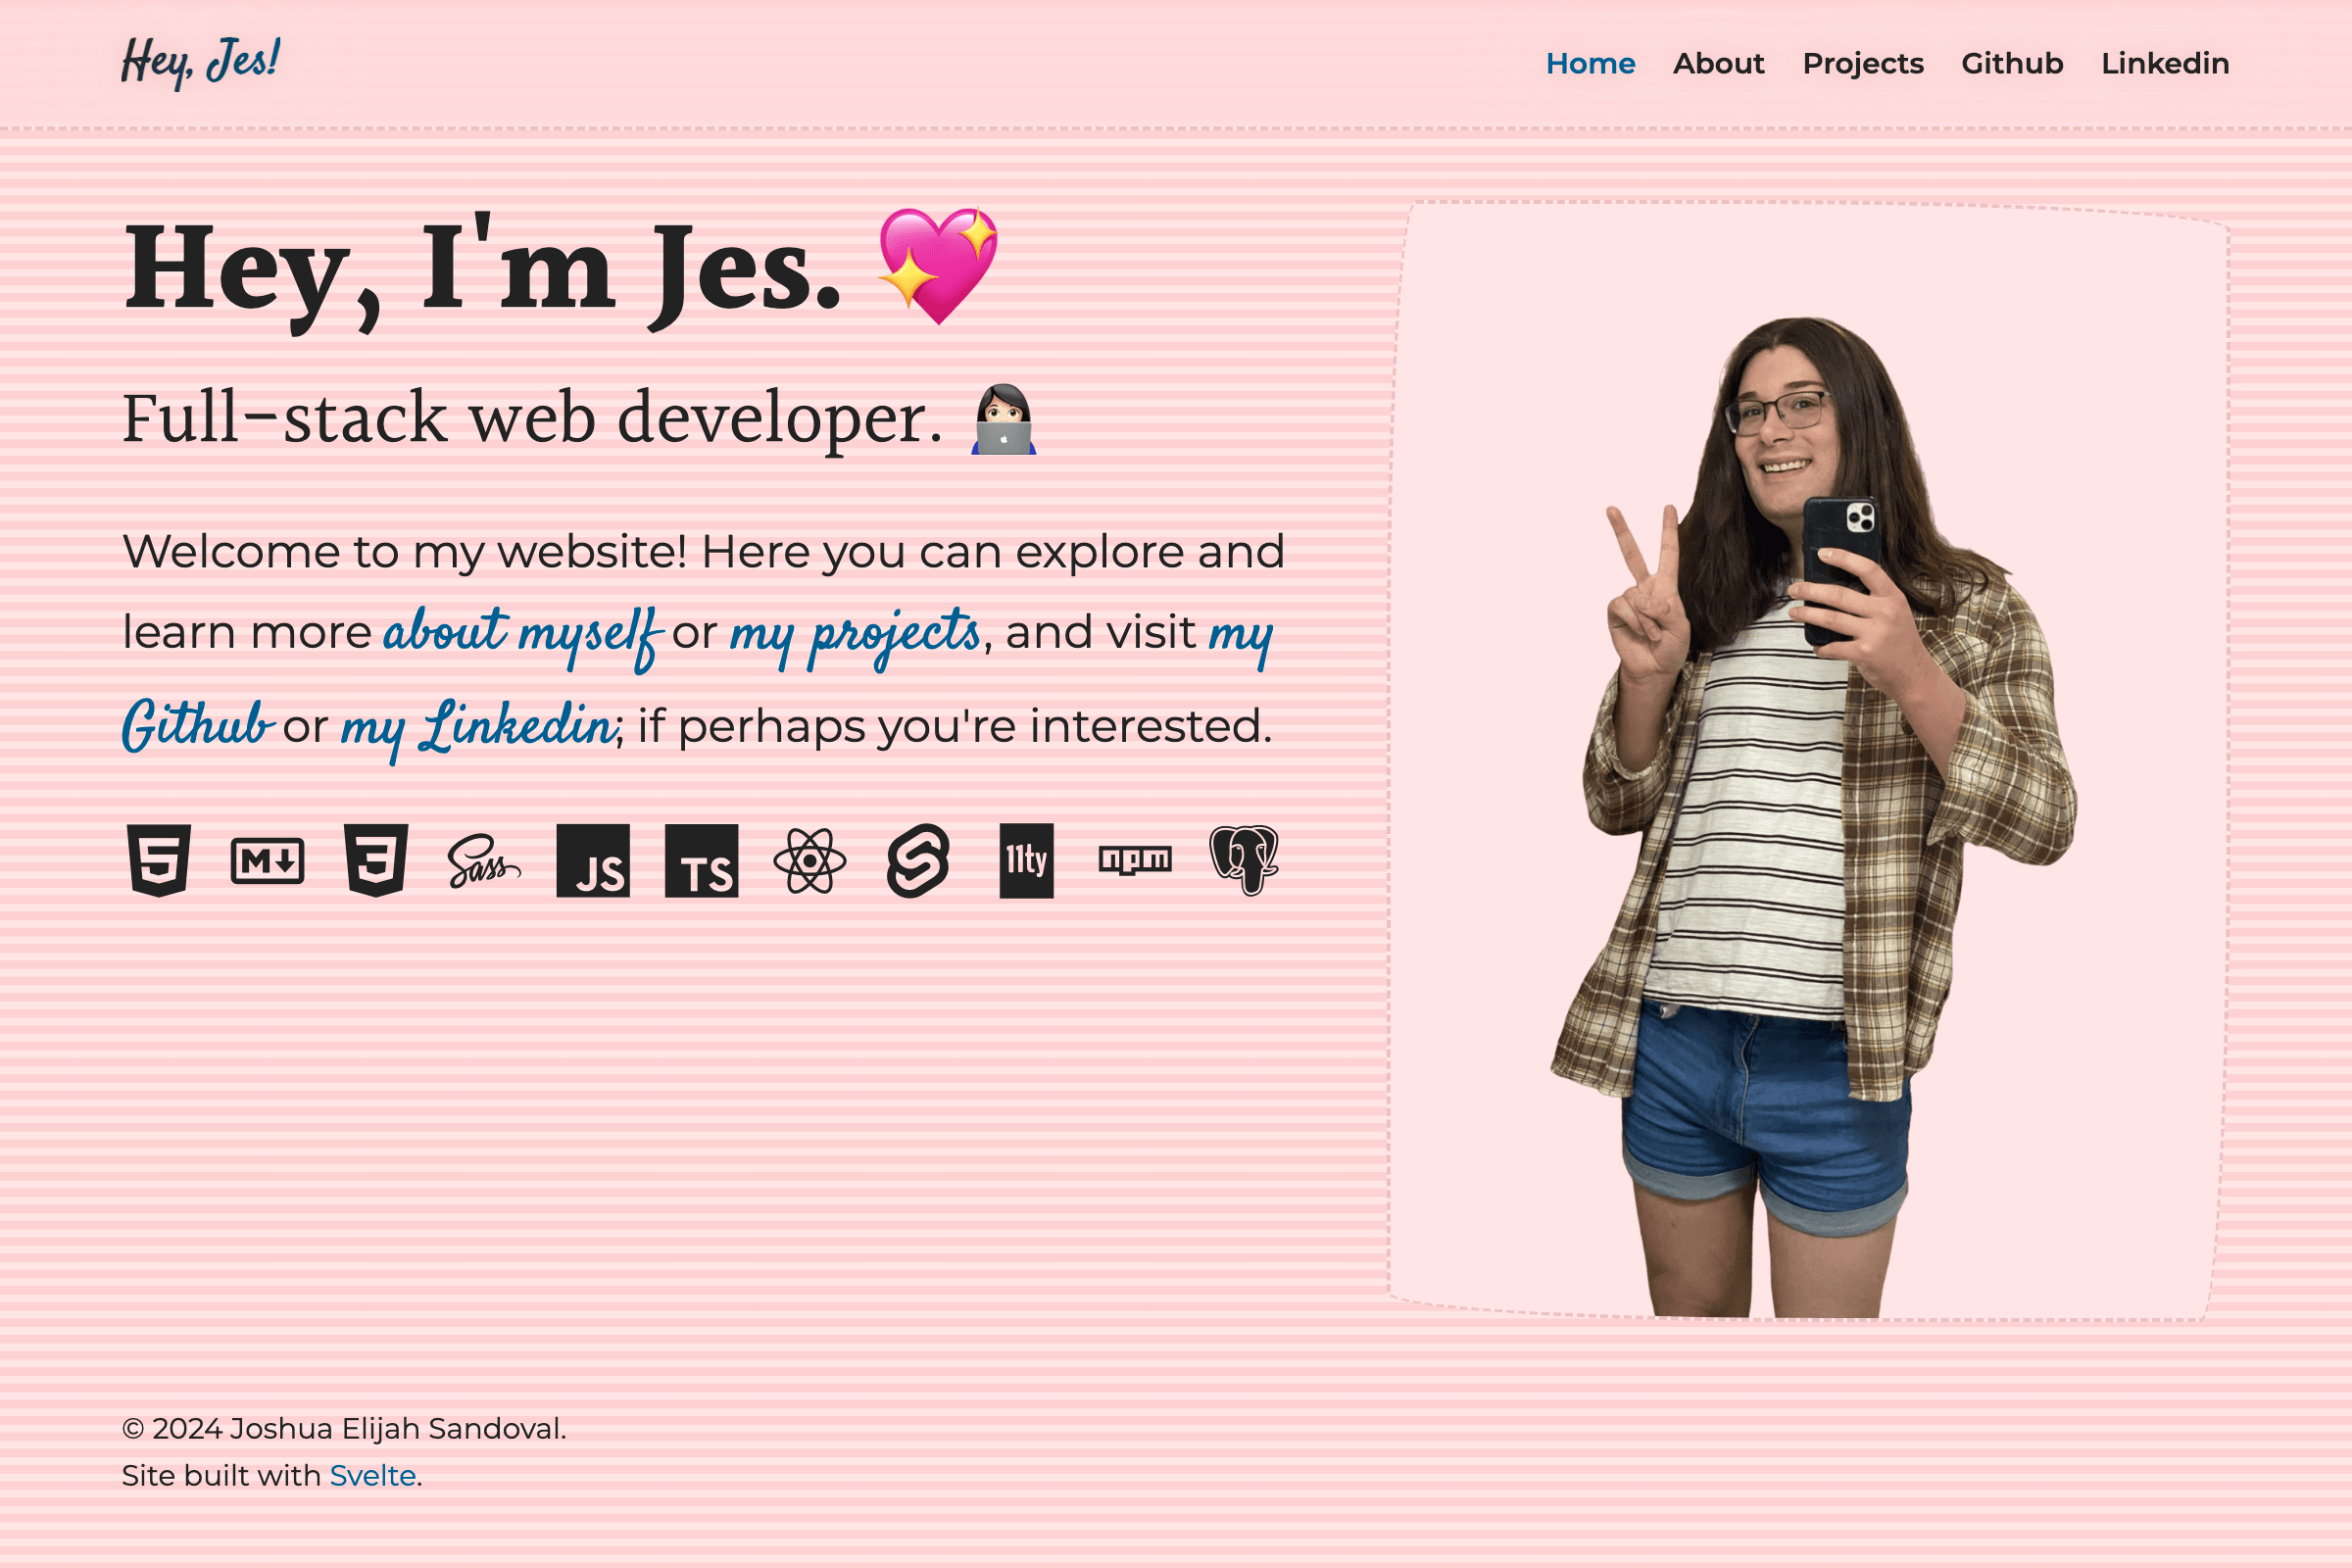 Hey, Jes!
Home About Projects Github Linkedin
Hey, I'm Jes. 💖
Full-stack web developer. 👩🏻‍💻
Welcome to my website! Here you can explore and
learn more about myself or my projects, and visit my
Github or my Linkedin; if perhaps you're interested.
5 M 3 Sass JS TS 11ty npm
© 2024 Joshua Elijah Sandoval.
Site built with Svelte.